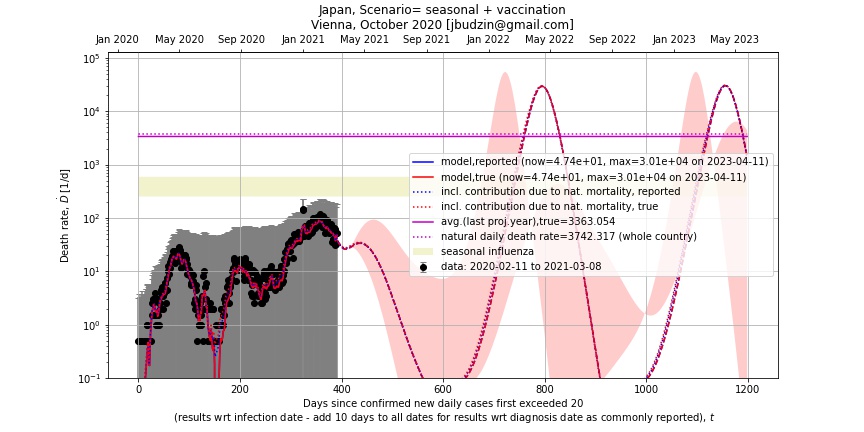 Japan, Scenario= seasonal + vaccination
Vienna, October 2020 [jbudzin@gmail.com]
Jan 2020 May 2020 Sep 2020 Jan 2021 May 2021 Sep 2021 Jan 2022 May 2022 Sep 2022 Jan 2023 May 2023
10^5
10^4
10^3
10^2
10^1
10^0
10^-1
Death rate, Ḋ [1/d]
model,reported (now=4.74e+01, max=3.01e+04 on 2023-04-11)
model,true (now=4.74e+01, max=3.01e+04 on 2023-04-11)
incl. contribution due to nat. mortality, reported
incl. contribution due to nat. mortality, true
avg.(last proj.year),true=3363.054
natural daily death rate=3742.317 (whole country)
seasonal influenza
data: 2020-02-11 to 2021-03-08
0 200 400 600 800 1000 1200
Days since confirmed new daily cases first exceeded 20
(results wrt infection date - add 10 days to all dates for results wrt diagnosis date as commonly reported), t